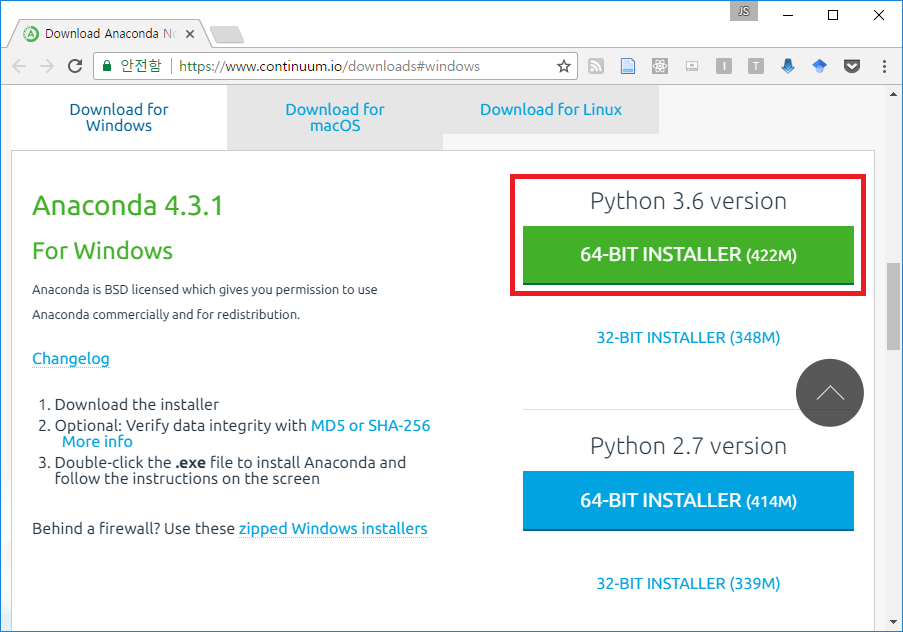 JS
Download Anaconda No
안전함 https://www.continuum.io/downloads#windows
I T
Download for
Windows
Download for
macOS
Download for Linux
Anaconda 4.3.1
For Windows
Anaconda is BSD licensed which gives you permission to use
Anaconda commercially and for redistribution.
Changelog
1. Download the installer
2. Optional: Verify data integrity with MD5 or SHA-256
More info
3. Double-click the .exe file to install Anaconda and
follow the instructions on the screen
Behind a firewall? Use these zipped Windows installers
Python 3.6 version
64-BIT INSTALLER (422M)
32-BIT INSTALLER (348M)
Python 2.7 version
64-BIT INSTALLER (414M)
32-BIT INSTALLER (339M)